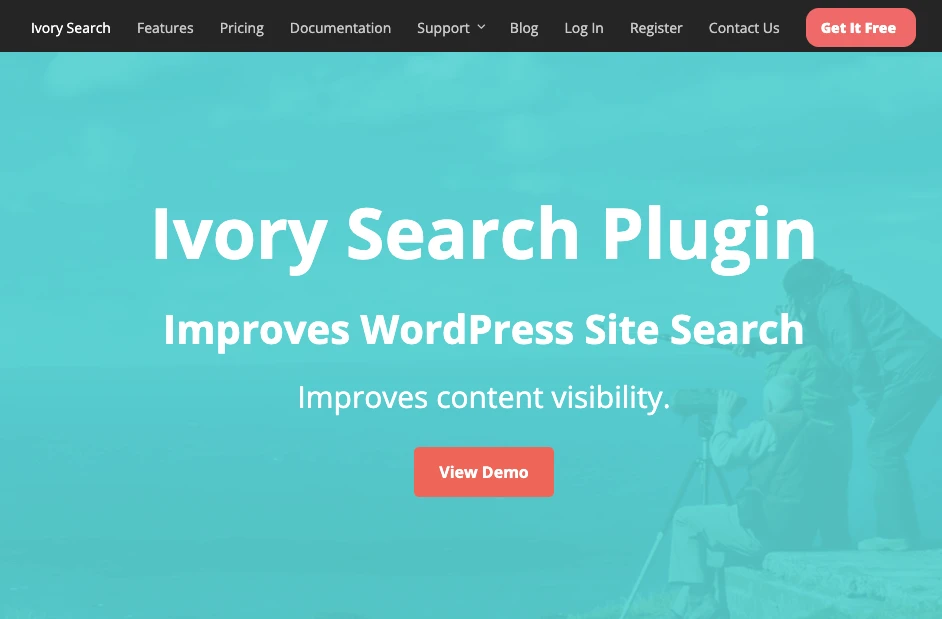 Ivory Search Features Pricing Documentation Support Blog Log In Register Contact Us Get It Free
Ivory Search Plugin
Improves WordPress Site Search
Improves content visibility.
View Demo